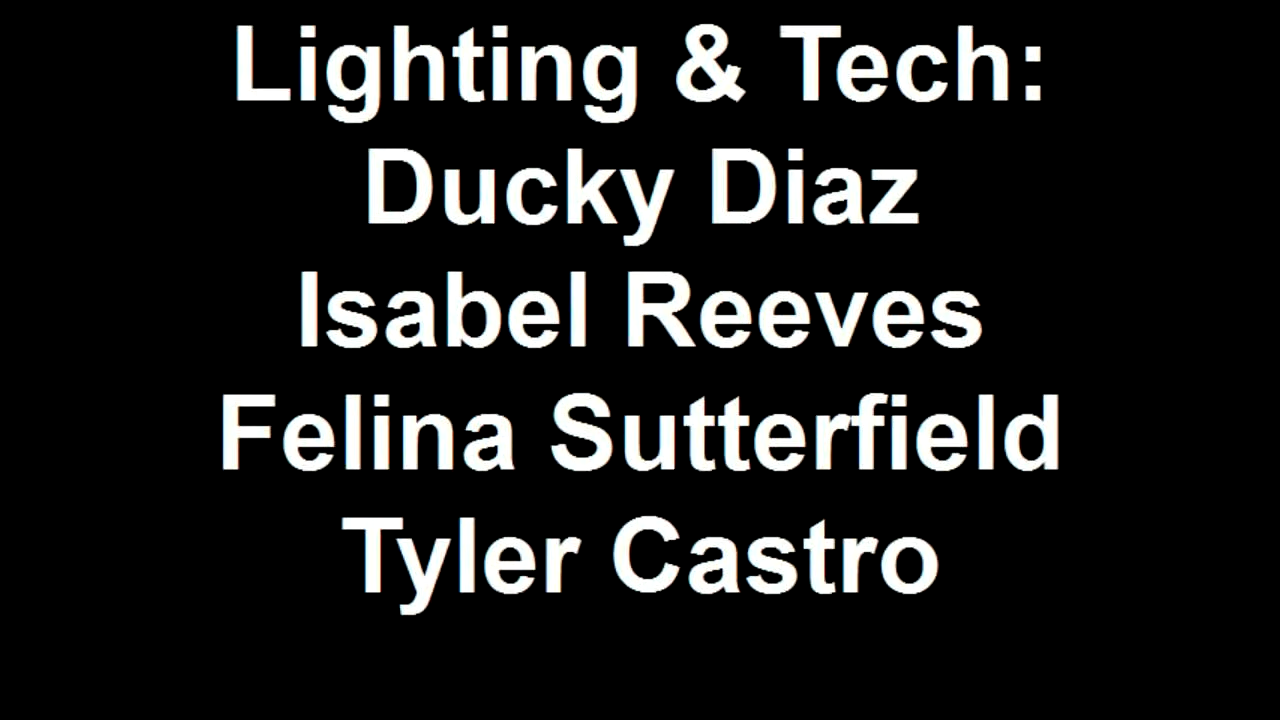 Lighting & Tech:
Ducky Diaz
Isabel Reeves
Felina Sutterfield
Tyler Castro